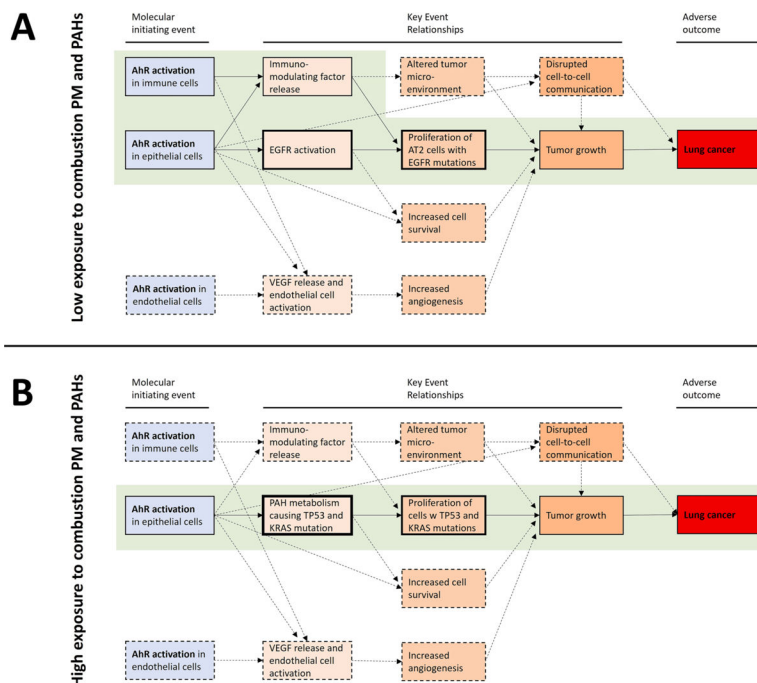 A
Low exposure to combustion PM and PAHs
Molecular
initiating event
Key Event
Relationships
Adverse
outcome
AhR activation
in immune cells
Immuno-
modulating factor
release
Altered tumor
micro-
environment
Disrupted
cell-to-cell
communication
AhR activation
in epithelial cells
EGFR activation
Proliferation of
AT2 cells with
EGFR mutations
Tumor growth
Lung cancer
Increased cell
survival
AhR activation in
endothelial cells
VEGF release and
endothelial cell
activation
Increased
angiogenesis
B
High exposure to combustion PM and PAHs
Molecular
initiating event
Key Event
Relationships
Adverse
outcome
AhR activation
in immune cells
Immuno-
modulating factor
release
Altered tumor
micro-
environment
Disrupted
cell-to-cell
communication
AhR activation
in epithelial cells
PAH metabolism
causing TP53 and
KRAS mutation
Proliferation of
cells w TP53 and
KRAS mutations
Tumor growth
Lung cancer
Increased cell
survival
AhR activation in
endothelial cells
VEGF release and
endothelial cell
activation
Increased
angiogenesis